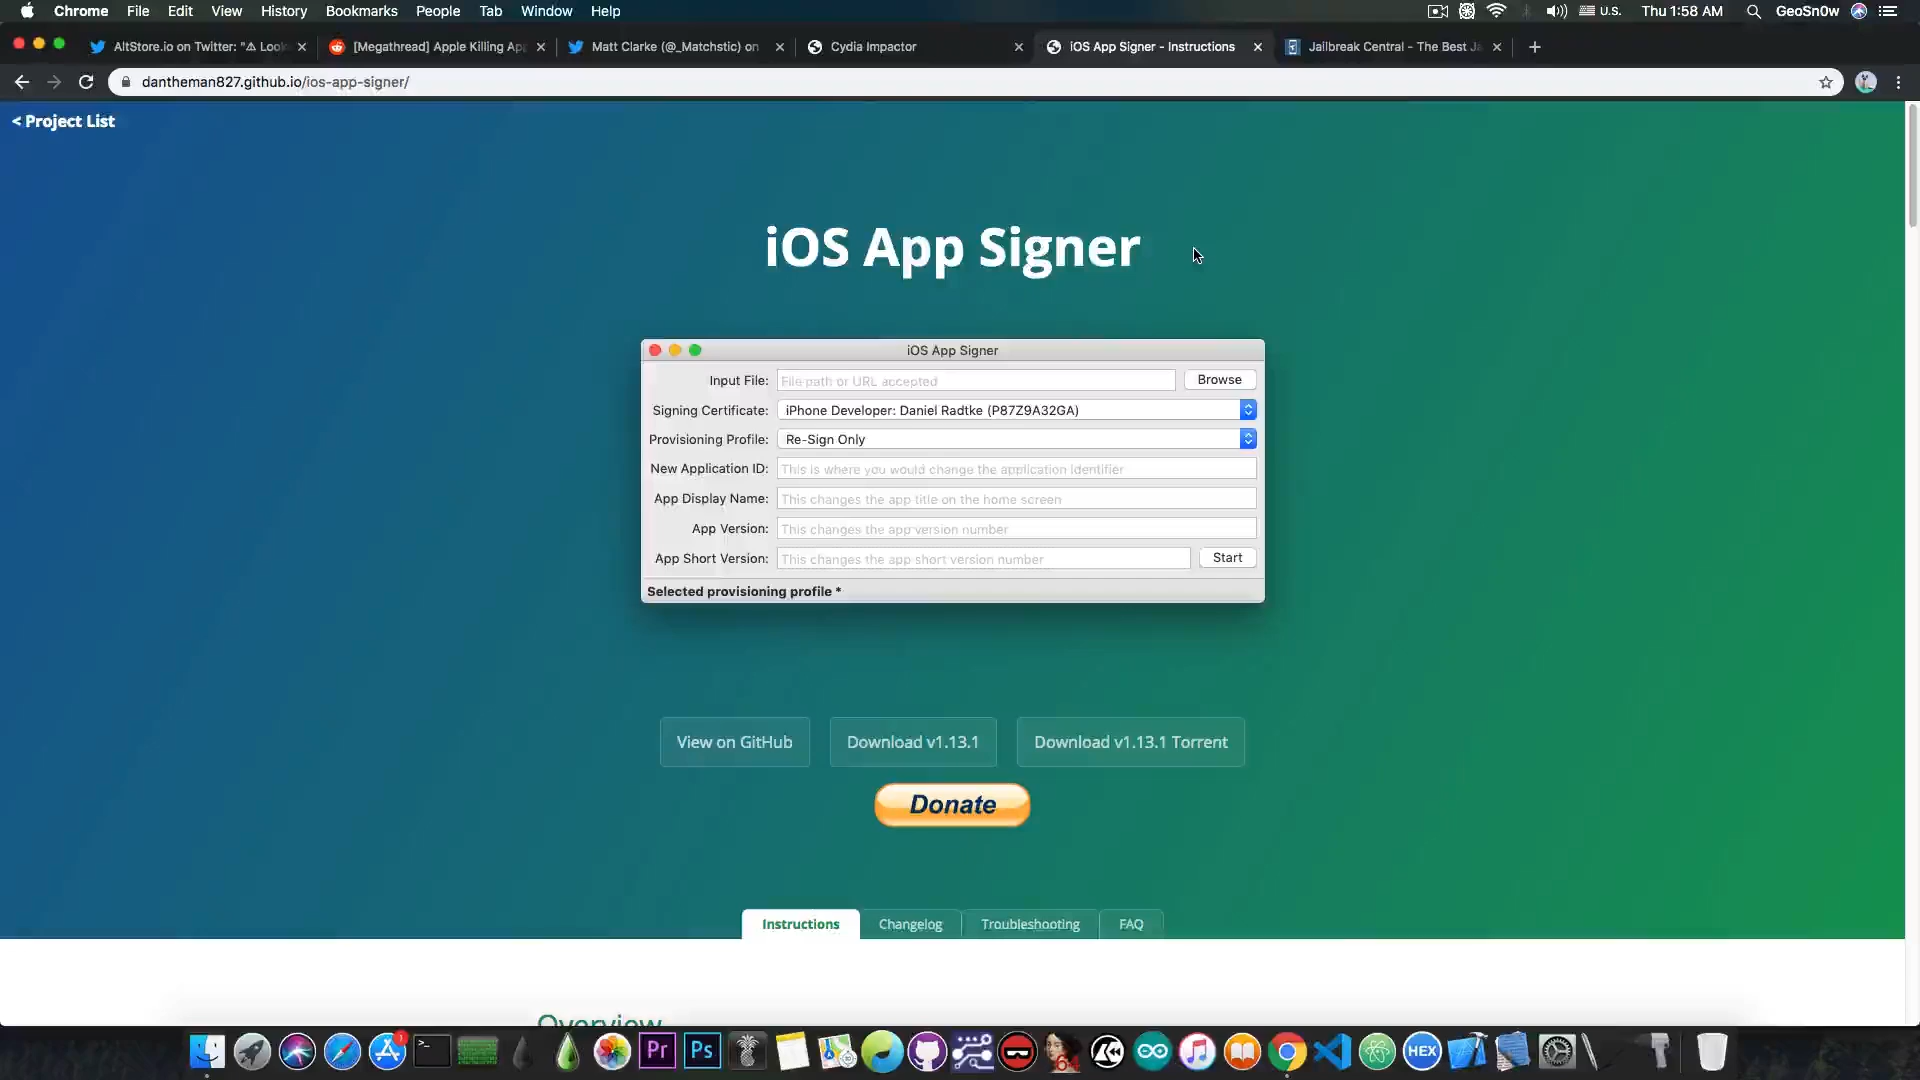 Chrome File Edit View History Bookmarks People Tab Window Help U.S. Thu 1:58 AM GeoSn0w
AltStore.io on Twitter: "⚠ Look [Megathread] Apple Killing App Matt Clarke (@_Matchstic) on Cydia Impactor iOS App Signer - Instructions Jailbreak Central - The Best Ja
dantheman827.github.io/ios-app-signer/
< Project List
iOS App Signer
iOS App Signer
Input File: File path or URL accepted Browse
Signing Certificate: iPhone Developer: Daniel Radtke (P87Z9A32GA)
Provisioning Profile: Re-Sign Only
New Application ID: This is where you would change the application identifier
App Display Name: This changes the app title on the home screen
App Version: This changes the app version number
App Short Version: This changes the app short version number Start
Selected provisioning profile *
View on GitHub Download v1.13.1 Download v1.13.1 Torrent
Donate
Instructions Changelog Troubleshooting FAQ
Overview
1
Pr Ps 64 HEX